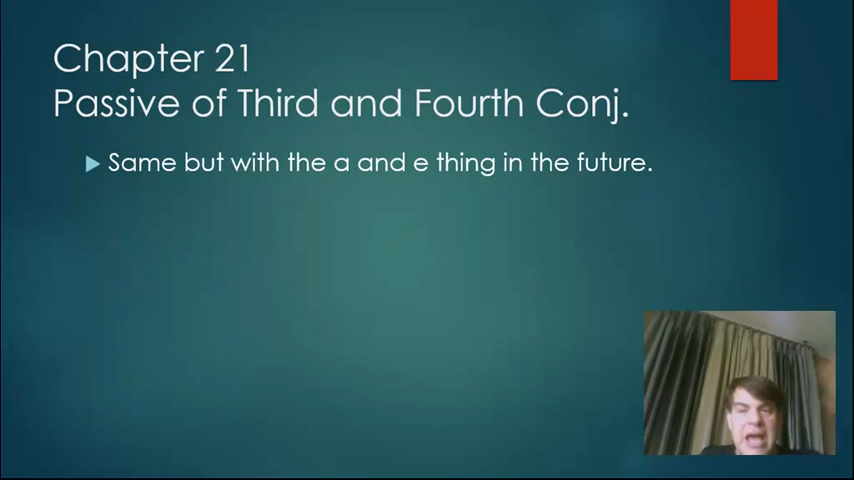 Chapter 21
Passive of Third and Fourth Conj.
Same but with the a and e thing in the future.